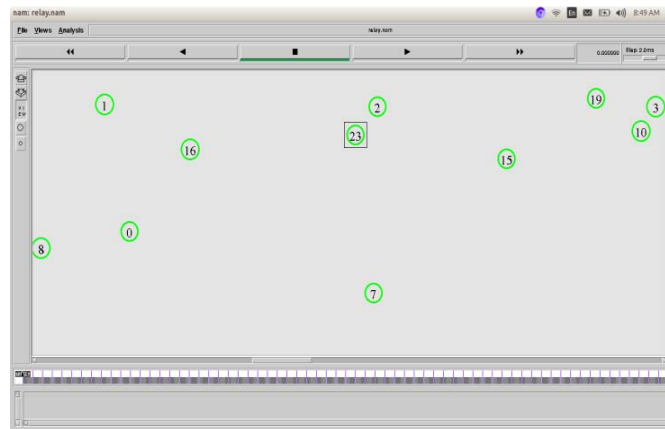 nam: relay.nam
En
8:49 AM
File Views Analysis
relay.nam
0.000000
Step: 2.0ms
1
2
19
3
23
10
16
15
0
8
7